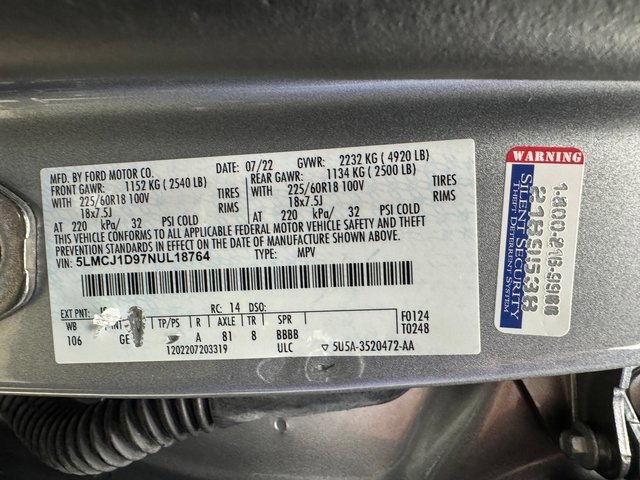 MFD. BY FORD MOTOR CO.
DATE: 07/22 GVWR: 2232 KG (4920 LB)
FRONT GAWR: 1152 KG (2540 LB) REAR GAWR: 1134 KG (2500 LB)
WITH 225/60R18 100V TIRES WITH 225/60R18 100V TIRES
18x7.5J RIMS 18x7.5J RIMS
AT 220 kPa/ 32 PSI COLD AT 220 kPa/ 32 PSI COLD
THIS VEHICLE CONFORMS TO ALL APPLICABLE FEDERAL MOTOR VEHICLE SAFETY AND THEFT
PREVENTION STANDARDS IN EFFECT ON THE DATE OF MANUFACTURE SHOWN ABOVE.
VIN: 5LMCJ1D97NUL18764 TYPE: MPV
EXT PNT: RC: 14 DSO:
WB TP/PS R AXLE TR SPR
106 GE A 81 8 BBBB
F0124
T0248
1202207203319 ULC ▽ 5U5A-3520472-AA
WARNING
SILENT SECURITY
THEFT DETERRENT SYSTEM